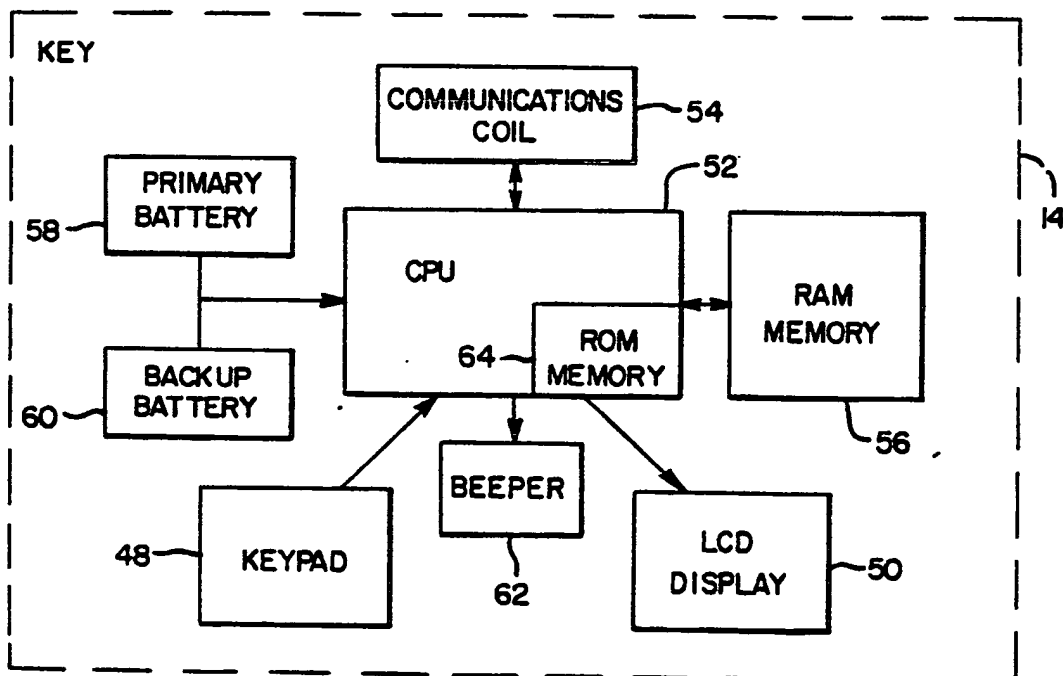 KEY
COMMUNICATIONS
COIL
54
PRIMARY
BATTERY
58
52
14
CPU
RAM
MEMORY
64
ROM
MEMORY
BACKUP
BATTERY
60
56
BEEPER
62
48
KEYPAD
LCD
DISPLAY
50